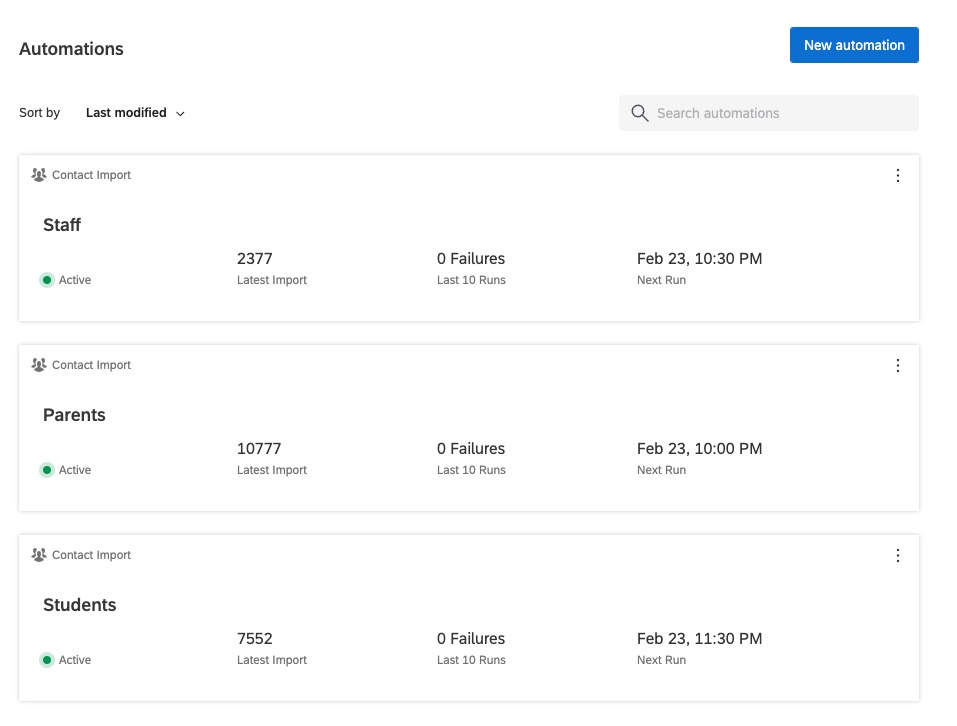 Automations
New automation
Sort by Last modified
Search automations
Contact Import
Staff
2377 0 Failures Feb 23, 10:30 PM
Active Latest Import Last 10 Runs Next Run
Contact Import
Parents
10777 0 Failures Feb 23, 10:00 PM
Active Latest Import Last 10 Runs Next Run
Contact Import
Students
7552 0 Failures Feb 23, 11:30 PM
Active Latest Import Last 10 Runs Next Run